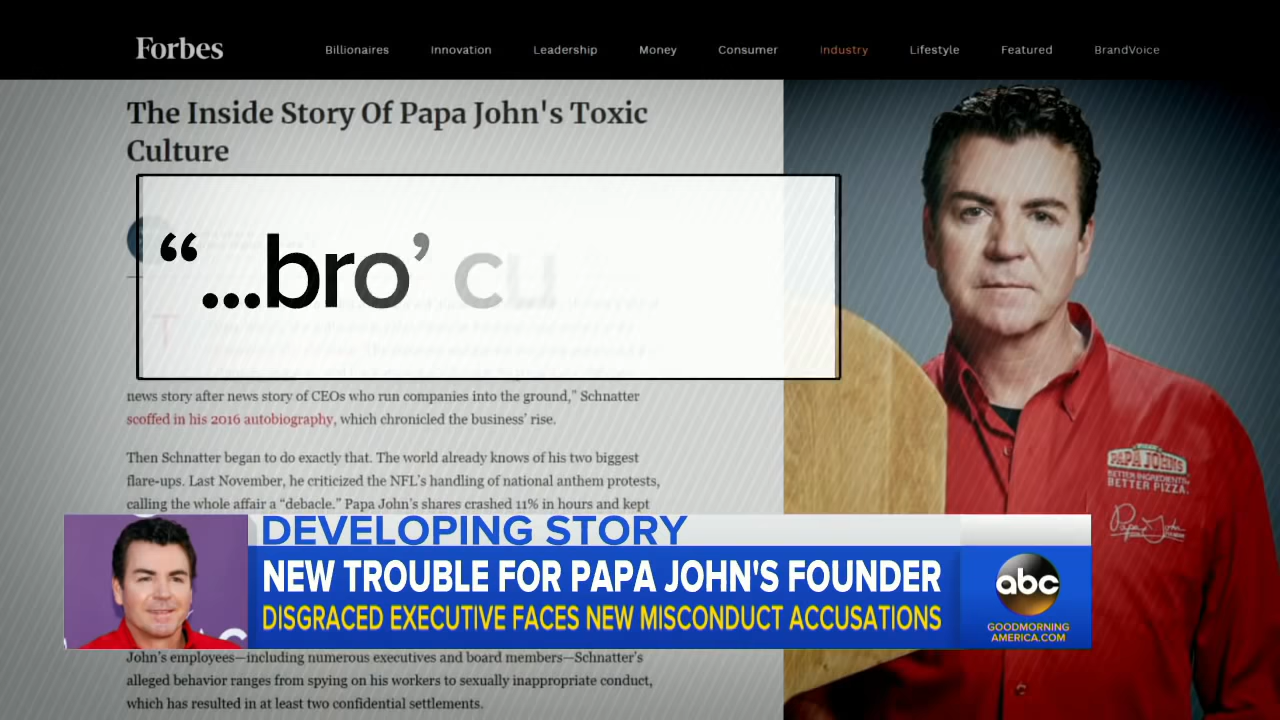 Forbes
Billionaires Innovation Leadership Money Consumer Industry Lifestyle Featured BrandVoice
The Inside Story Of Papa John's Toxic
Culture
“...bro’ cu
news story after news story of CEOs who run companies into the ground,” Schnatter
scoffed in his 2016 autobiography, which chronicled the business’ rise.
Then Schnatter began to do exactly that. The world already knows of his two biggest
flare-ups. Last November, he criticized the NFL’s handling of national anthem protests,
calling the whole affair a “debacle.” Papa John’s shares crashed 11% in hours and kept
PAPA JOHNS
BETTER INGREDIENTS.
BETTER PIZZA.
Papa John
DEVELOPING STORY
NEW TROUBLE FOR PAPA JOHN'S FOUNDER
DISGRACED EXECUTIVE FACES NEW MISCONDUCT ACCUSATIONS
abc
GOODMORNING
AMERICA.COM
John’s employees—including numerous executives and board members—Schnatter’s
alleged behavior ranges from spying on his workers to sexually inappropriate conduct,
which has resulted in at least two confidential settlements.